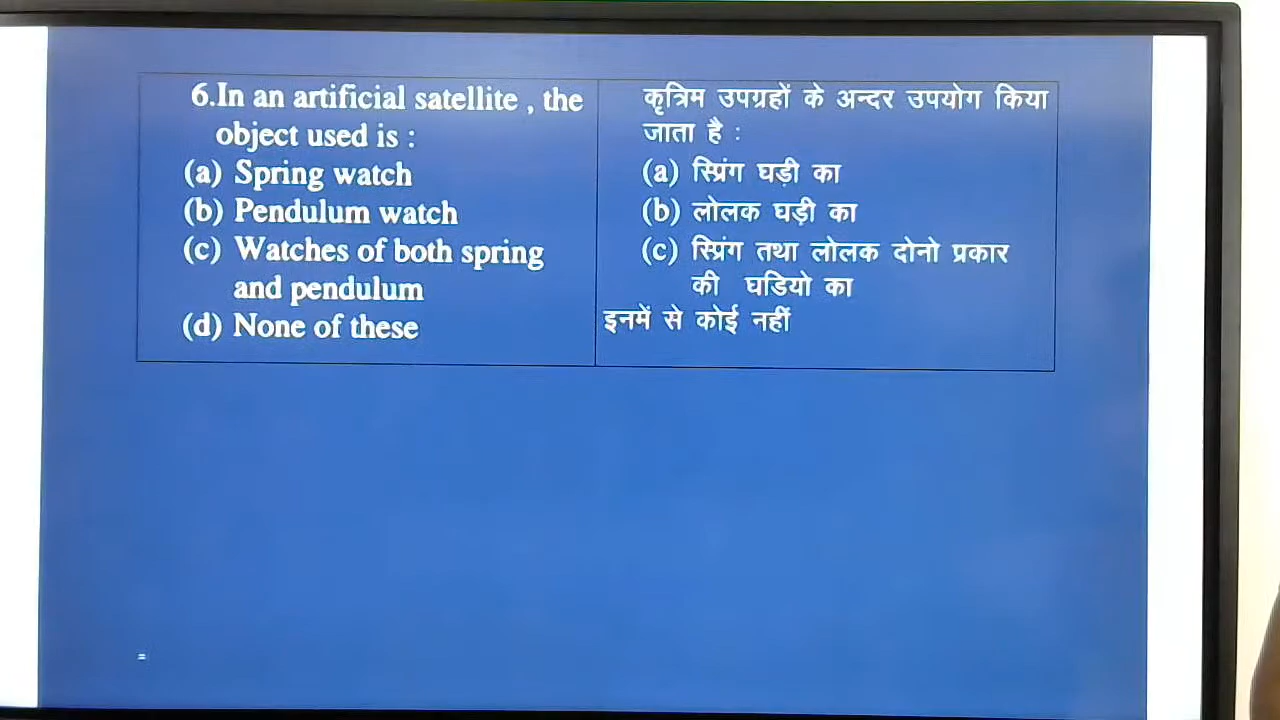 6.In an artificial satellite , the
object used is :
(a) Spring watch
(b) Pendulum watch
(c) Watches of both spring
and pendulum
(d) None of these
कृत्रिम उपग्रहों के अन्दर उपयोग किया
जाता है :
(a) स्प्रिंग घड़ी का
(b) लोलक घड़ी का
(c) स्प्रिंग तथा लोलक दोनो प्रकार
की घडियो का
इनमें से कोई नहीं
=